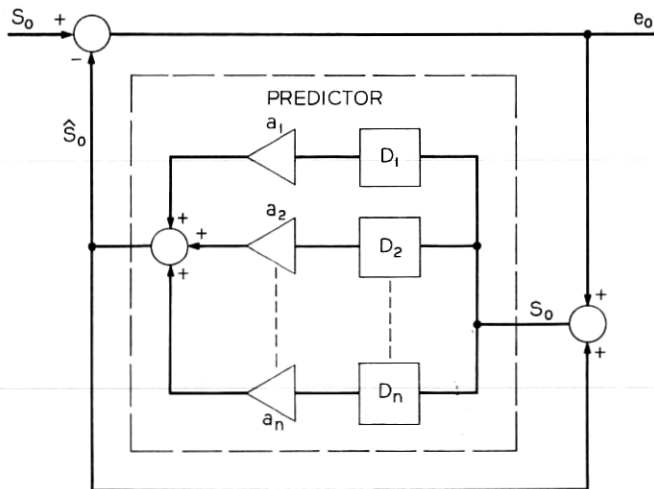 S₀ + e₀
-
PREDICTOR
Ŝ₀
a₁ D₁
+
a₂ D₂
+
+
S₀ +
+
aₙ Dₙ